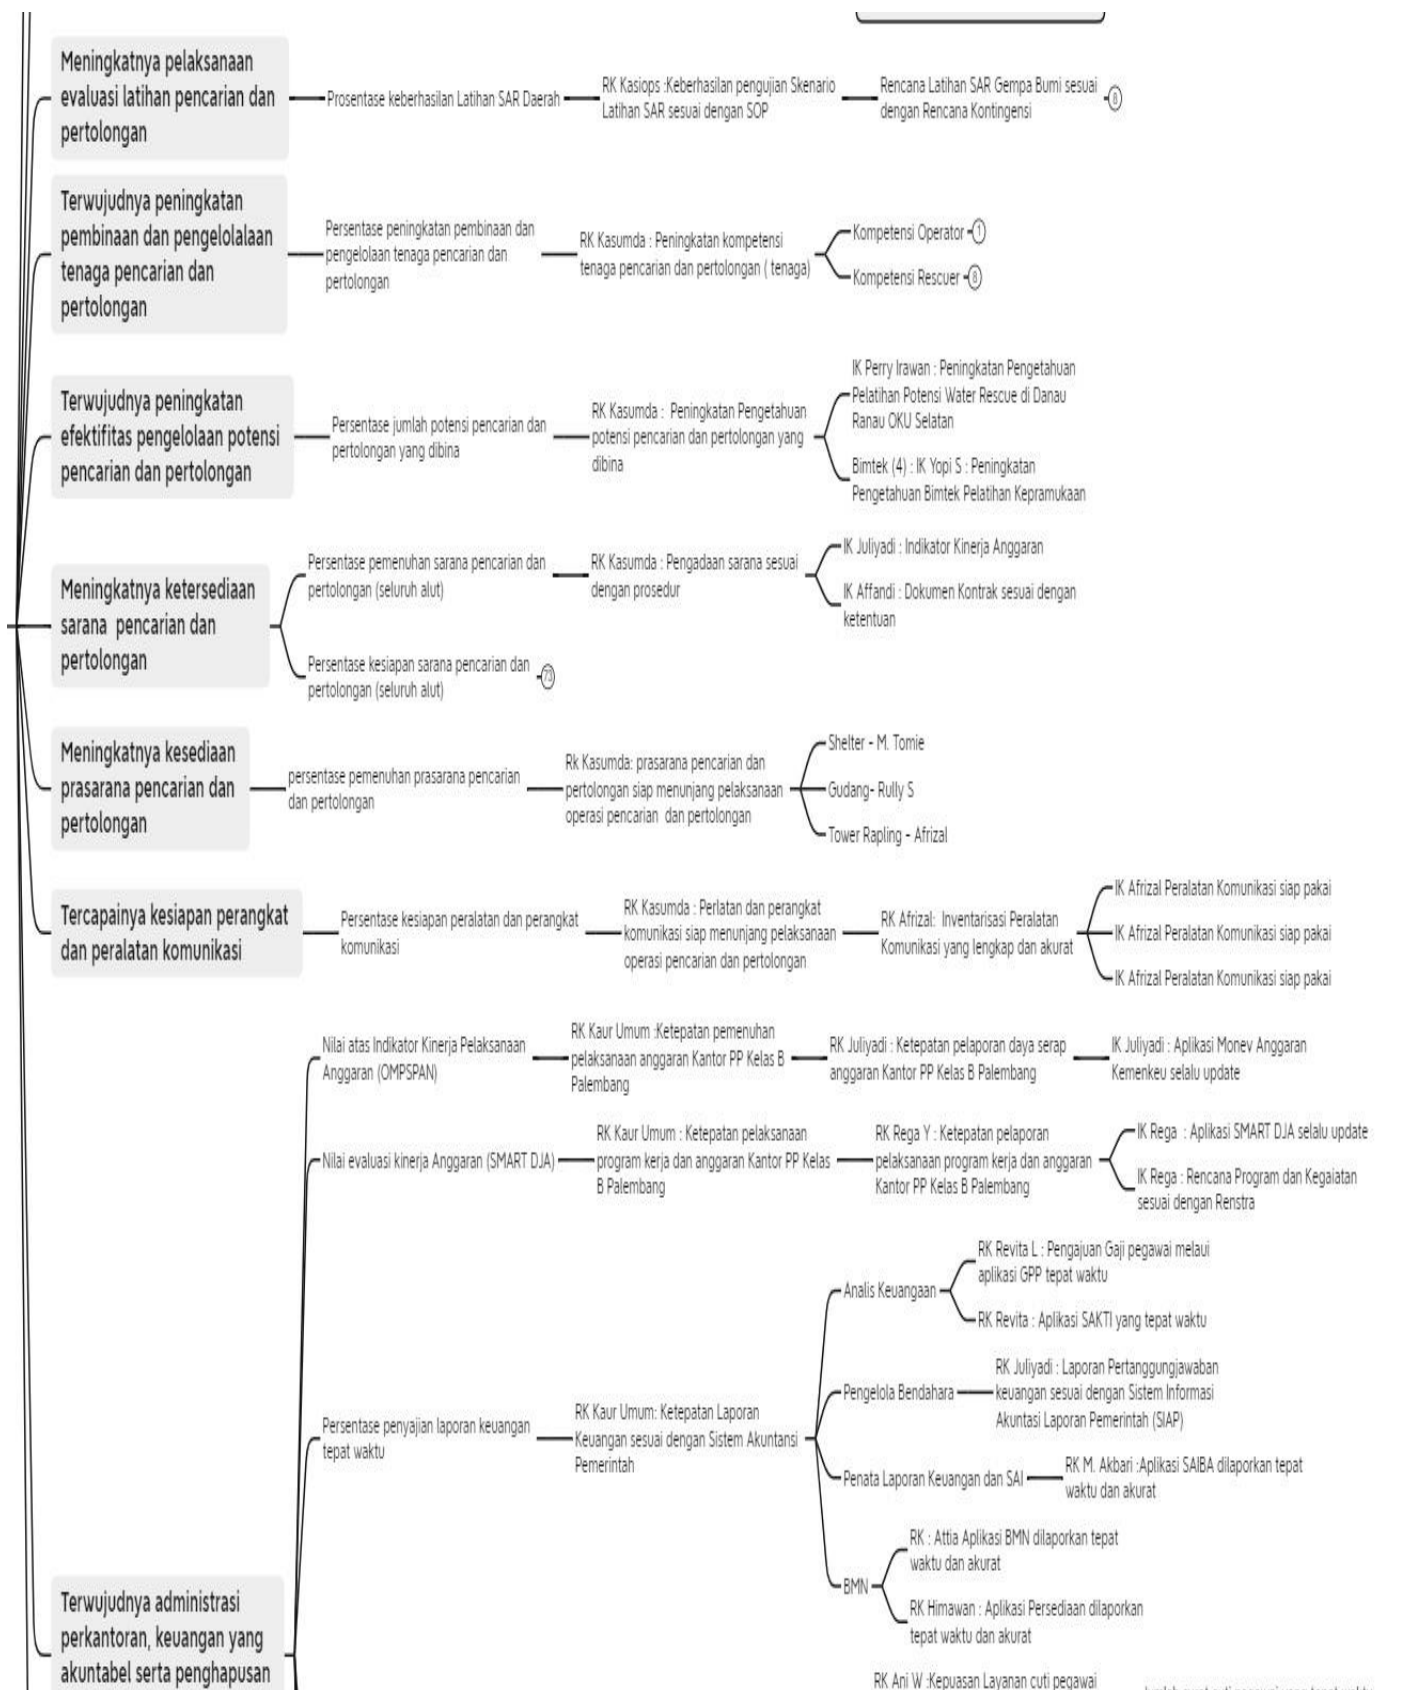 Meningkatnya pelaksanaan
evaluasi latihan pencarian dan
pertolongan
Prosentase keberhasilan Latihan SAR Daerah
RK Kasiops :Keberhasilan pengujian Skenario
Latihan SAR sesuai dengan SOP
Rencana Latihan SAR Gempa Bumi sesuai
dengan Rencana Kontingensi
8
Terwujudnya peningkatan
pembinaan dan pengelolalaan
tenaga pencarian dan
pertolongan
Persentase peningkatan pembinaan dan
pengelolaan tenaga pencarian dan
pertolongan
RK Kasumda : Peningkatan kompetensi
tenaga pencarian dan pertolongan ( tenaga)
Kompetensi Operator
1
Kompetensi Rescuer
8
Terwujudnya peningkatan
efektifitas pengelolaan potensi
pencarian dan pertolongan
Persentase jumlah potensi pencarian dan
pertolongan yang dibina
RK Kasumda :  Peningkatan Pengetahuan
potensi pencarian dan pertolongan yang
dibina
IK Perry Irawan : Peningkatan Pengetahuan
Pelatihan Potensi Water Rescue di Danau
Ranau OKU Selatan
Bimtek (4) : IK Yopi S : Peningkatan
Pengetahuan Bimtek Pelatihan Kepramukaan
Meningkatnya ketersediaan
sarana  pencarian dan
pertolongan
Persentase pemenuhan sarana pencarian dan
pertolongan (seluruh alut)
RK Kasumda : Pengadaan sarana sesuai
dengan prosedur
IK Juliyadi : Indikator Kinerja Anggaran
IK Affandi : Dokumen Kontrak sesuai dengan
ketentuan
Persentase kesiapan sarana pencarian dan
pertolongan (seluruh alut)
73
Meningkatnya kesediaan
prasarana pencarian dan
pertolongan
persentase pemenuhan prasarana pencarian
dan pertolongan
Rk Kasumda: prasarana pencarian dan
pertolongan siap menunjang pelaksanaan
operasi pencarian  dan pertolongan
Shelter - M. Tomie
Gudang- Rully S
Tower Rapling - Afrizal
Tercapainya kesiapan perangkat
dan peralatan komunikasi
Persentase kesiapan peralatan dan perangkat
komunikasi
RK Kasumda : Perlatan dan perangkat
komunikasi siap menunjang pelaksanaan
operasi pencarian dan pertolongan
RK Afrizal:  Inventarisasi Peralatan
Komunikasi yang lengkap dan akurat
IK Afrizal Peralatan Komunikasi siap pakai
IK Afrizal Peralatan Komunikasi siap pakai
IK Afrizal Peralatan Komunikasi siap pakai
Terwujudnya administrasi
perkantoran, keuangan yang
akuntabel serta penghapusan
Nilai atas Indikator Kinerja Pelaksanaan
Anggaran (OMPSPAN)
RK Kaur Umum :Ketepatan pemenuhan
pelaksanaan anggaran Kantor PP Kelas B
Palembang
RK Juliyadi : Ketepatan pelaporan daya serap
anggaran Kantor PP Kelas B Palembang
IK Juliyadi : Aplikasi Monev Anggaran
Kemenkeu selalu update
Nilai evaluasi kinerja Anggaran (SMART DJA)
RK Kaur Umum : Ketepatan pelaksanaan
program kerja dan anggaran Kantor PP Kelas
B Palembang
RK Rega Y : Ketepatan pelaporan
pelaksanaan program kerja dan anggaran
Kantor PP Kelas B Palembang
IK Rega  : Aplikasi SMART DJA selalu update
IK Rega : Rencana Program dan Kegaiatan
sesuai dengan Renstra
Persentase penyajian laporan keuangan
tepat waktu
RK Kaur Umum: Ketepatan Laporan
Keuangan sesuai dengan Sistem Akuntansi
Pemerintah
Analis Keuangaan
RK Revita L : Pengajuan Gaji pegawai melaui
aplikasi GPP tepat waktu
RK Revita : Aplikasi SAKTI yang tepat waktu
Pengelola Bendahara
RK Juliyadi : Laporan Pertanggungjawaban
keuangan sesuai dengan Sistem Informasi
Akuntasi Laporan Pemerintah (SIAP)
Penata Laporan Keuangan dan SAI
RK M. Akbari :Aplikasi SAIBA dilaporkan tepat
waktu dan akurat
BMN
RK : Attia Aplikasi BMN dilaporkan tepat
waktu dan akurat
RK Himawan : Aplikasi Persediaan dilaporkan
tepat waktu dan akurat
RK Ani W :Kepuasan Layanan cuti pegawai